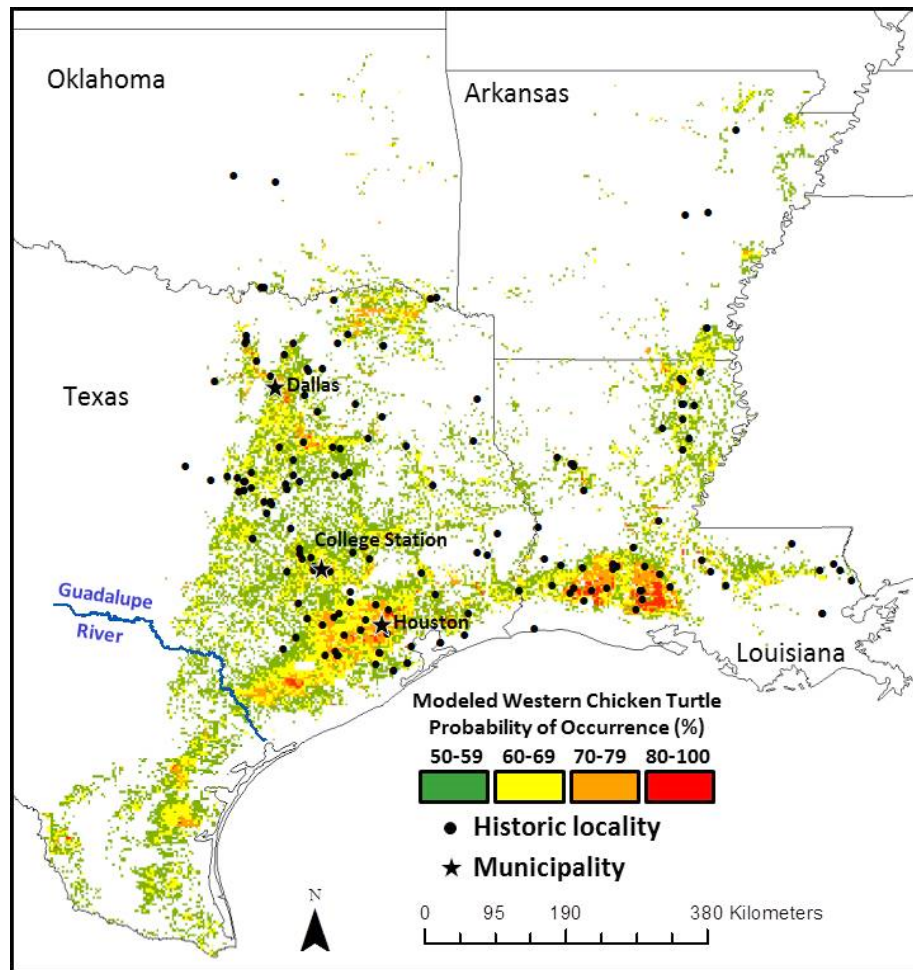 Oklahoma
Arkansas
Texas
Dallas
College Station
Guadalupe
River
Houston
Louisiana
Modeled Western Chicken Turtle
Probability of Occurrence (%)
50-59 60-69 70-79 80-100
Historic locality
Municipality
N
0 95 190 380 Kilometers